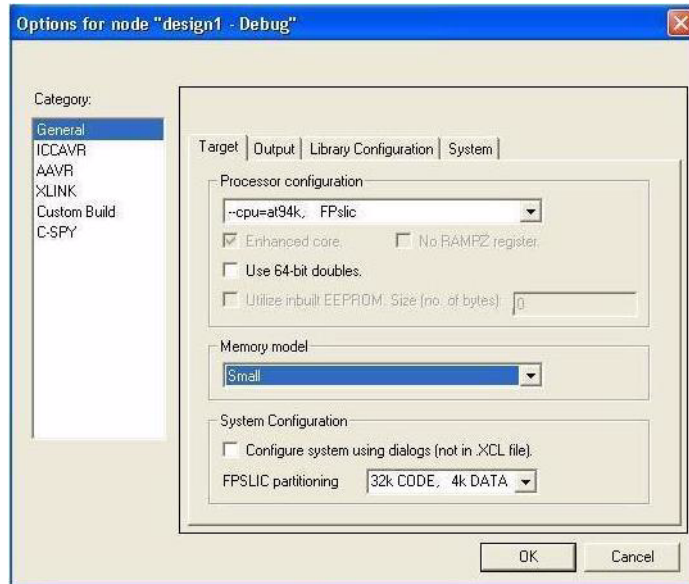 Options for node "design1 - Debug"
Category:
General
ICCAVR
AAVR
XLINK
Custom Build
C-SPY
Target Output Library Configuration System
Processor configuration
--cpu=at94k, FPslic
Enhanced core. No RAMPZ register.
Use 64-bit doubles.
Utilize inbuilt EEPROM. Size (no. of bytes) 0
Memory model
Small
System Configuration
Configure system using dialogs (not in .XCL file).
FPSLIC partitioning 32k CODE, 4k DATA
OK Cancel